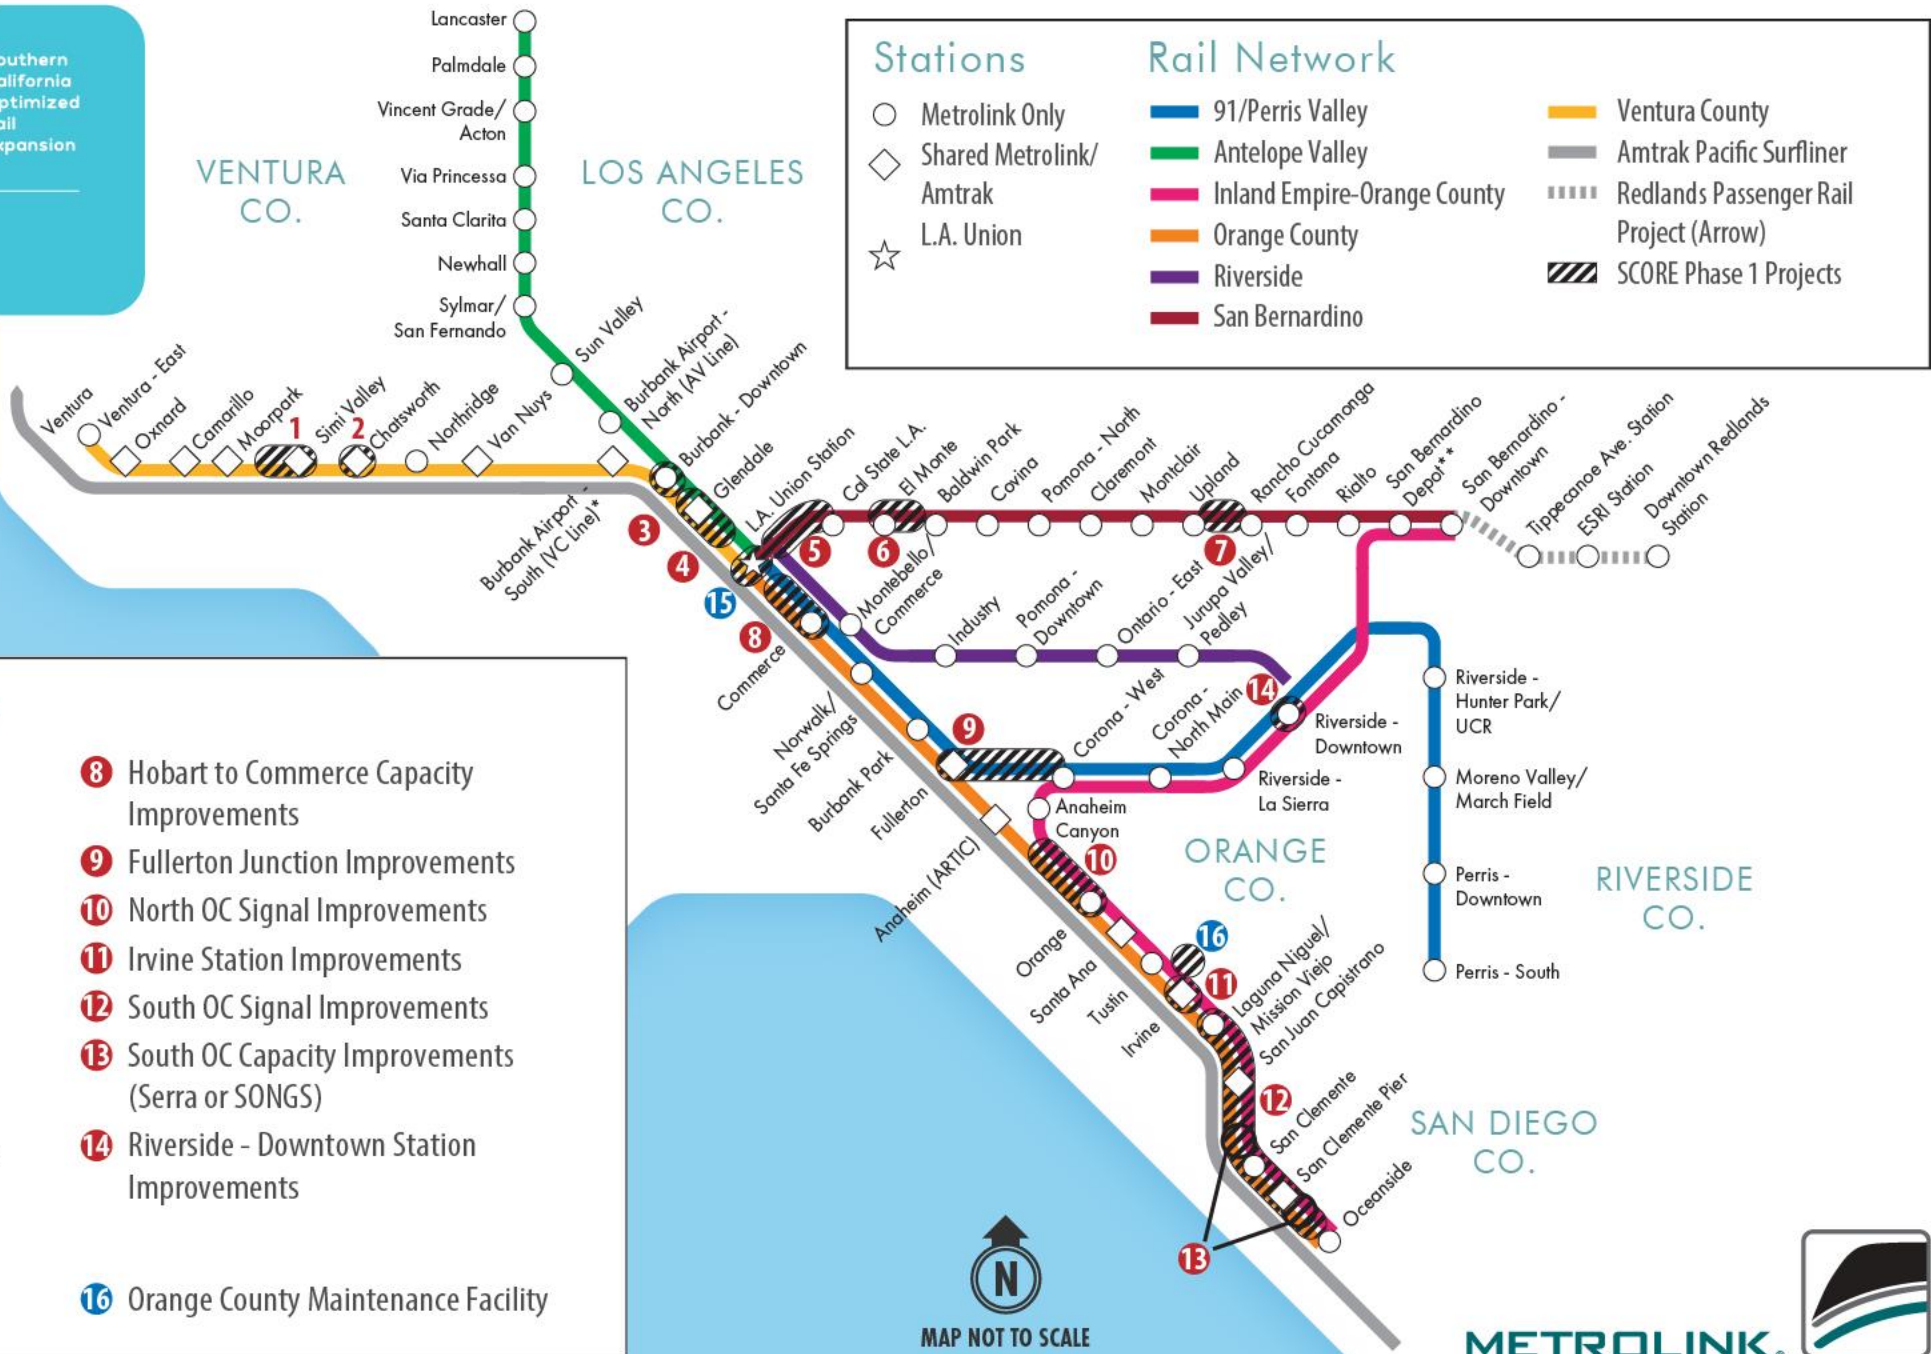 Lancaster
Palmdale
Vincent Grade/
Acton
Via Princessa
Santa Clarita
Newhall
Sylmar/
San Fernando
VENTURA
CO.
LOS ANGELES
CO.
Stations
Metrolink Only
Shared Metrolink/
Amtrak
L.A. Union
Rail Network
91/Perris Valley
Antelope Valley
Inland Empire-Orange County
Orange County
Riverside
San Bernardino
Ventura County
Amtrak Pacific Surfliner
Redlands Passenger Rail
Project (Arrow)
SCORE Phase 1 Projects
Ventura
Ventura - East
Oxnard
Camarillo
Moorpark
1
Simi Valley
2
Chatsworth
Northridge
Van Nuys
Sun Valley
Burbank Airport -
North (AV Line)
Burbank - Downtown
Glendale
L.A. Union Station
Burbank Airport -
South (VC Line)*
3
4
15
8
5
6
7
Cal State L.A.
El Monte
Baldwin Park
Covina
Pomona - North
Claremont
Montclair
Upland
Rancho Cucamonga
Fontana
Rialto
San Bernardino
Depot**
San Bernardino -
Downtown
Tippecanoe Ave. Station
ESRI Station
Downtown Redlands
Station
Montebello/
Commerce
Industry
Pomona -
Downtown
Ontario - East
Jurupa Valley/
Pedley
14
Riverside -
Downtown
Commerce
Norwalk/
Santa Fe Springs
Burbank Park
Fullerton
9
Corona - West
Corona -
North Main
Riverside -
La Sierra
Riverside -
Hunter Park/
UCR
Moreno Valley/
March Field
Perris -
Downtown
Perris - South
Anaheim
Canyon
10
Anaheim (ARTIC)
Orange
Santa Ana
Tustin
Irvine
16
11
Laguna Niguel/
Mission Viejo
San Juan Capistrano
12
San Clemente
San Clemente Pier
Oceanside
13
ORANGE
CO.
RIVERSIDE
CO.
SAN DIEGO
CO.
8 Hobart to Commerce Capacity
Improvements
9 Fullerton Junction Improvements
10 North OC Signal Improvements
11 Irvine Station Improvements
12 South OC Signal Improvements
13 South OC Capacity Improvements
(Serra or SONGS)
14 Riverside - Downtown Station
Improvements
16 Orange County Maintenance Facility
N
MAP NOT TO SCALE
METROLINK